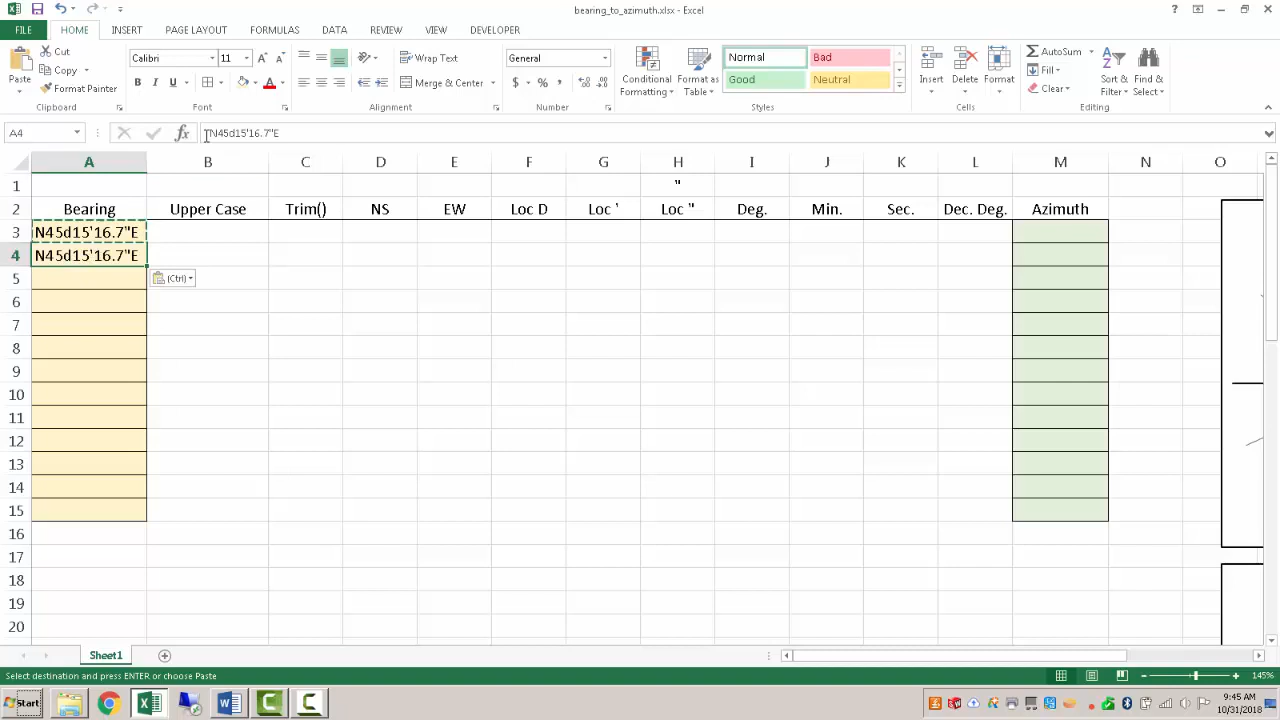 bearing_to_azimuth.xlsx - Excel
FILE HOME INSERT PAGE LAYOUT FORMULAS DATA REVIEW VIEW DEVELOPER
Paste Cut Copy Format Painter
Calibri 11
B I U
Wrap Text
Merge & Center
General
$ % ,
Conditional Formatting
Format as Table
Normal Bad
Good Neutral
Insert Delete Format
AutoSum
Fill
Clear
Sort & Filter
Find & Select
Clipboard Font Alignment Number Styles Cells Editing
A4 fx N45d15'16.7"E
A B C D E F G H I J K L M N O
1 "
2 Bearing Upper Case Trim() NS EW Loc D Loc ' Loc " Deg. Min. Sec. Dec. Deg. Azimuth
3 N45d15'16.7"E
4 N45d15'16.7"E
5 (Ctrl)
6
7
8
9
10
11
12
13
14
15
16
17
18
19
20
Sheet1
Select destination and press ENTER or choose Paste 145%
Start 9:45 AM
10/31/2018